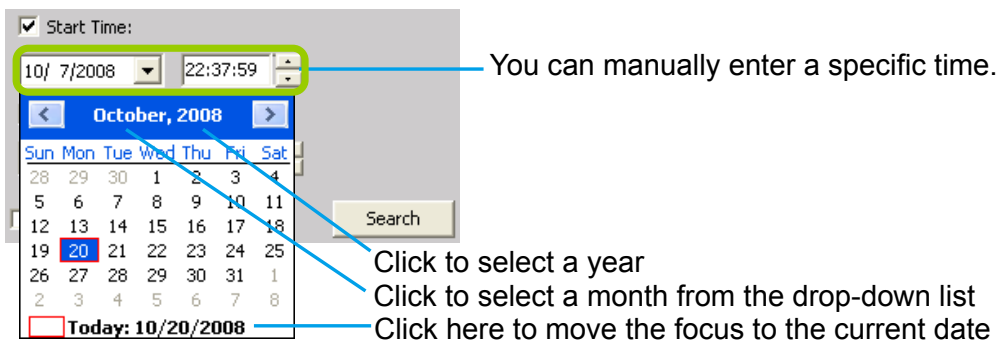 Start Time:
10/ 7/2008 22:37:59
You can manually enter a specific time.
October, 2008
Sun Mon Tue Wed Thu Fri Sat
28 29 30 1 2 3 4
5 6 7 8 9 10 11
12 13 14 15 16 17 18
Search
19 20 21 22 23 24 25
Click to select a year
26 27 28 29 30 31 1
Click to select a month from the drop-down list
2 3 4 5 6 7 8
Today: 10/20/2008
Click here to move the focus to the current date